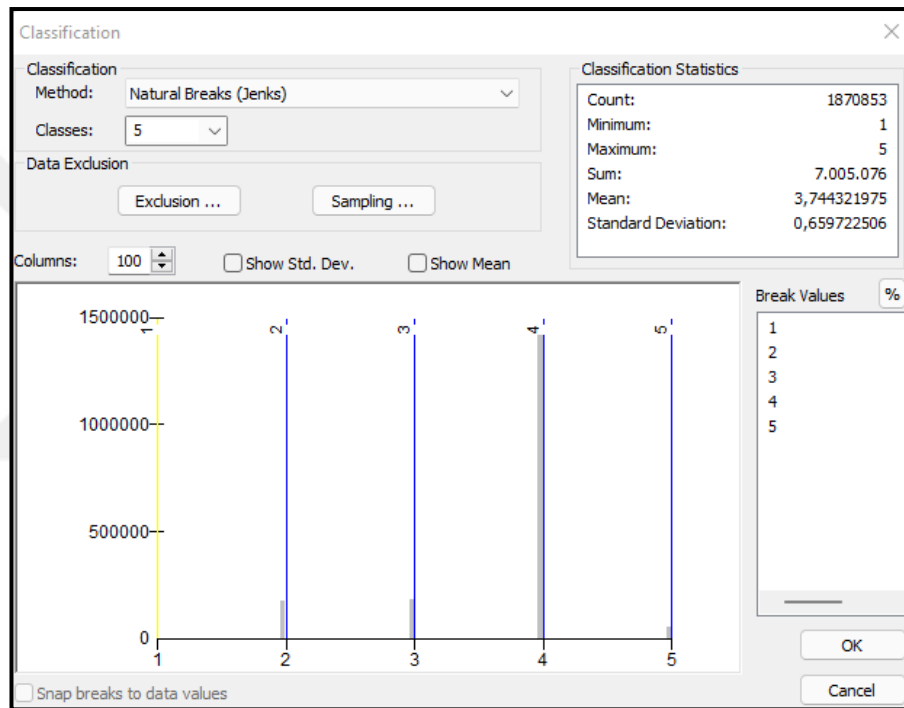 Classification
Classification
Method: Natural Breaks (Jenks)
Classes: 5
Data Exclusion
Exclusion ... Sampling ...
Classification Statistics
Count: 1870853
Minimum: 1
Maximum: 5
Sum: 7.005.076
Mean: 3,744321975
Standard Deviation: 0,659722506
Columns: 100 Show Std. Dev. Show Mean
Break Values %
1
2
3
4
5
1500000
1000000
500000
0
1 2 3 4 5
1 2 3 4 5
OK
Snap breaks to data values
Cancel